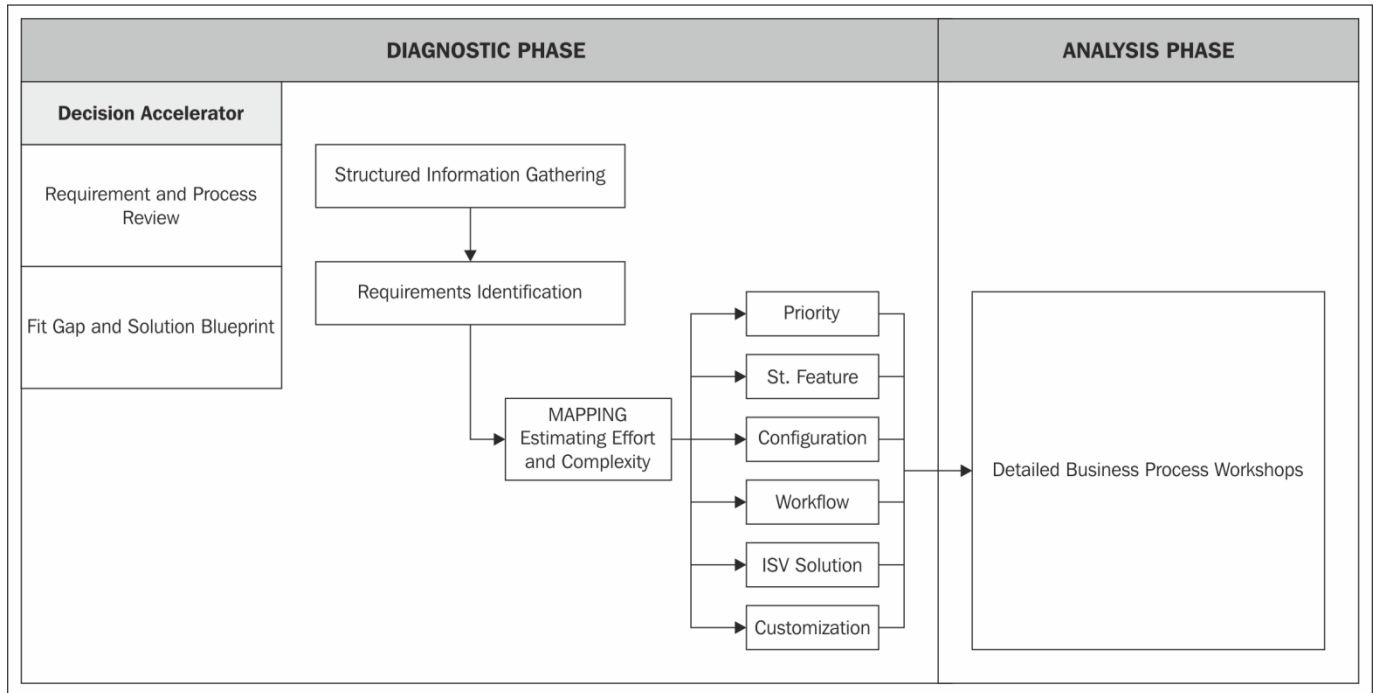 DIAGNOSTIC PHASE
ANALYSIS PHASE
Decision Accelerator
Requirement and Process
Review
Fit Gap and Solution Blueprint
Structured Information Gathering
Requirements Identification
MAPPING
Estimating Effort
and Complexity
Priority
St. Feature
Configuration
Workflow
ISV Solution
Customization
Detailed Business Process Workshops